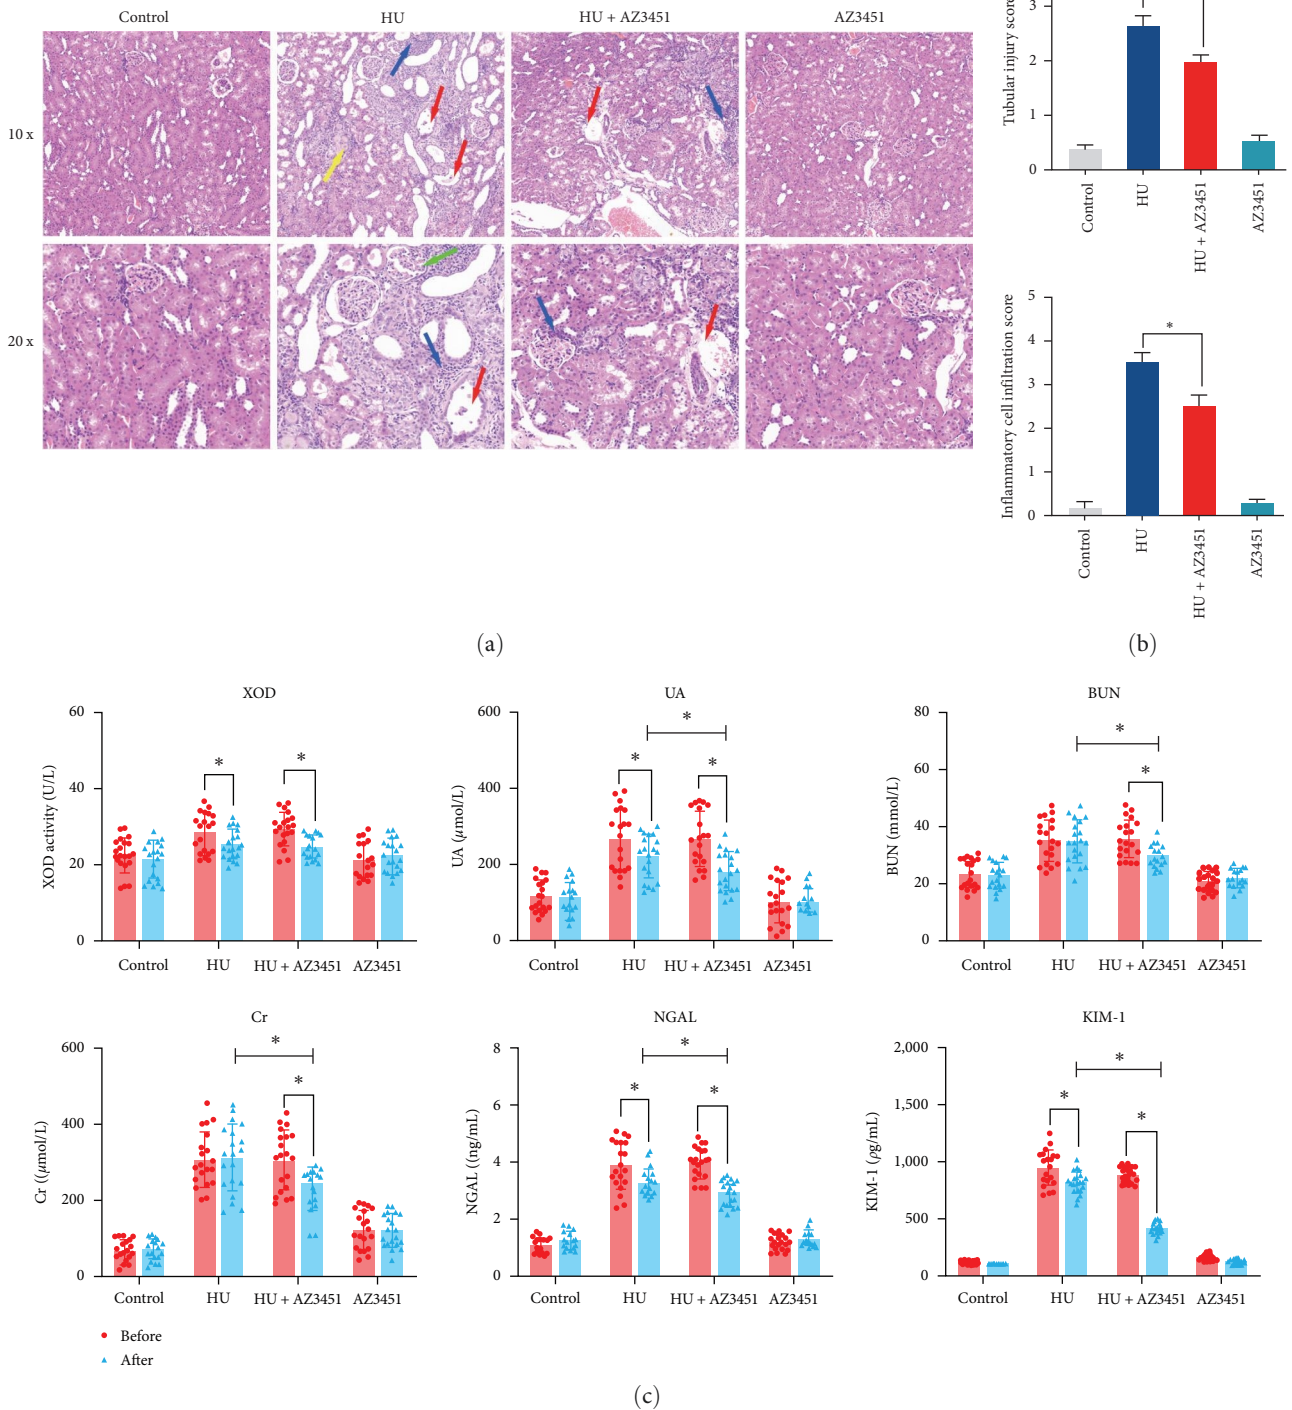 Control
HU
HU + AZ3451
AZ3451
10 x
20 x
(a)
Tubular injury score
3
2
1
0
Control
HU
HU + AZ3451
AZ3451
Inflammatory cell infiltration score
5
4
3
2
1
0
*
Control
HU
HU + AZ3451
AZ3451
(b)
XOD
XOD activity (U/L)
60
40
20
0
*
*
Control
HU
HU + AZ3451
AZ3451
UA
UA (μmol/L)
600
400
200
0
*
*
*
Control
HU
HU + AZ3451
AZ3451
BUN
BUN (mmol/L)
80
60
40
20
0
*
*
Control
HU
HU + AZ3451
AZ3451
Cr
Cr ((μmol/L)
600
400
200
0
*
*
Control
HU
HU + AZ3451
AZ3451
NGAL
NGAL ((ng/mL)
8
6
4
2
0
*
*
*
Control
HU
HU + AZ3451
AZ3451
KIM-1
KIM-1 (ρg/mL)
2,000
1,500
1,000
500
0
*
*
*
Control
HU
HU + AZ3451
AZ3451
Before
After
(c)